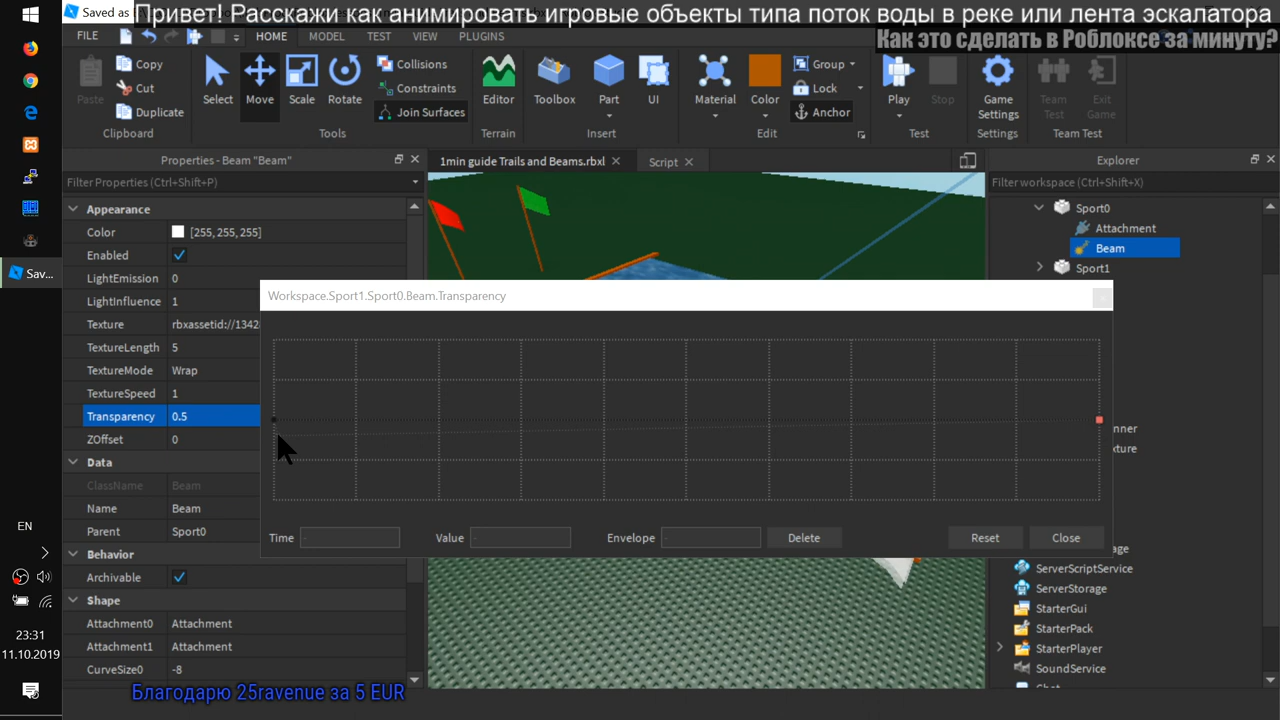 Saved as
Привет! Расскажи как анимировать игровые объекты типа поток воды в реке или лента эскалатора
Как это сделать в Роблоксе за минуту?
FILE
HOME
MODEL
TEST
VIEW
PLUGINS
Paste
Copy
Cut
Duplicate
Clipboard
Select
Move
Scale
Rotate
Collisions
Constraints
Join Surfaces
Tools
Editor
Terrain
Toolbox
Part
UI
Insert
Material
Color
Group
Lock
Anchor
Edit
Play
Stop
Test
Game Settings
Settings
Team Test
Exit Game
Team Test
Properties - Beam "Beam"
1min guide Trails and Beams.rbxl
Script
Explorer
Filter Properties (Ctrl+Shift+P)
Filter workspace (Ctrl+Shift+X)
Appearance
Color [255, 255, 255]
Enabled
LightEmission 0
LightInfluence 1
Texture rbxassetid://1342
TextureLength 5
TextureMode Wrap
TextureSpeed 1
Transparency 0.5
ZOffset 0
Data
ClassName Beam
Name Beam
Parent Sport0
Behavior
Archivable
Shape
Attachment0 Attachment
Attachment1 Attachment
CurveSize0 -8
Sport0
Attachment
Beam
Sport1
Workspace.Sport1.Sport0.Beam.Transparency
Time
Value
Envelope
Delete
Reset
Close
nner
ture
age
ServerScriptService
ServerStorage
StarterGui
StarterPack
StarterPlayer
SoundService
Sav...
EN
23:31
11.10.2019
Благодарю 25ravenue за 5 EUR